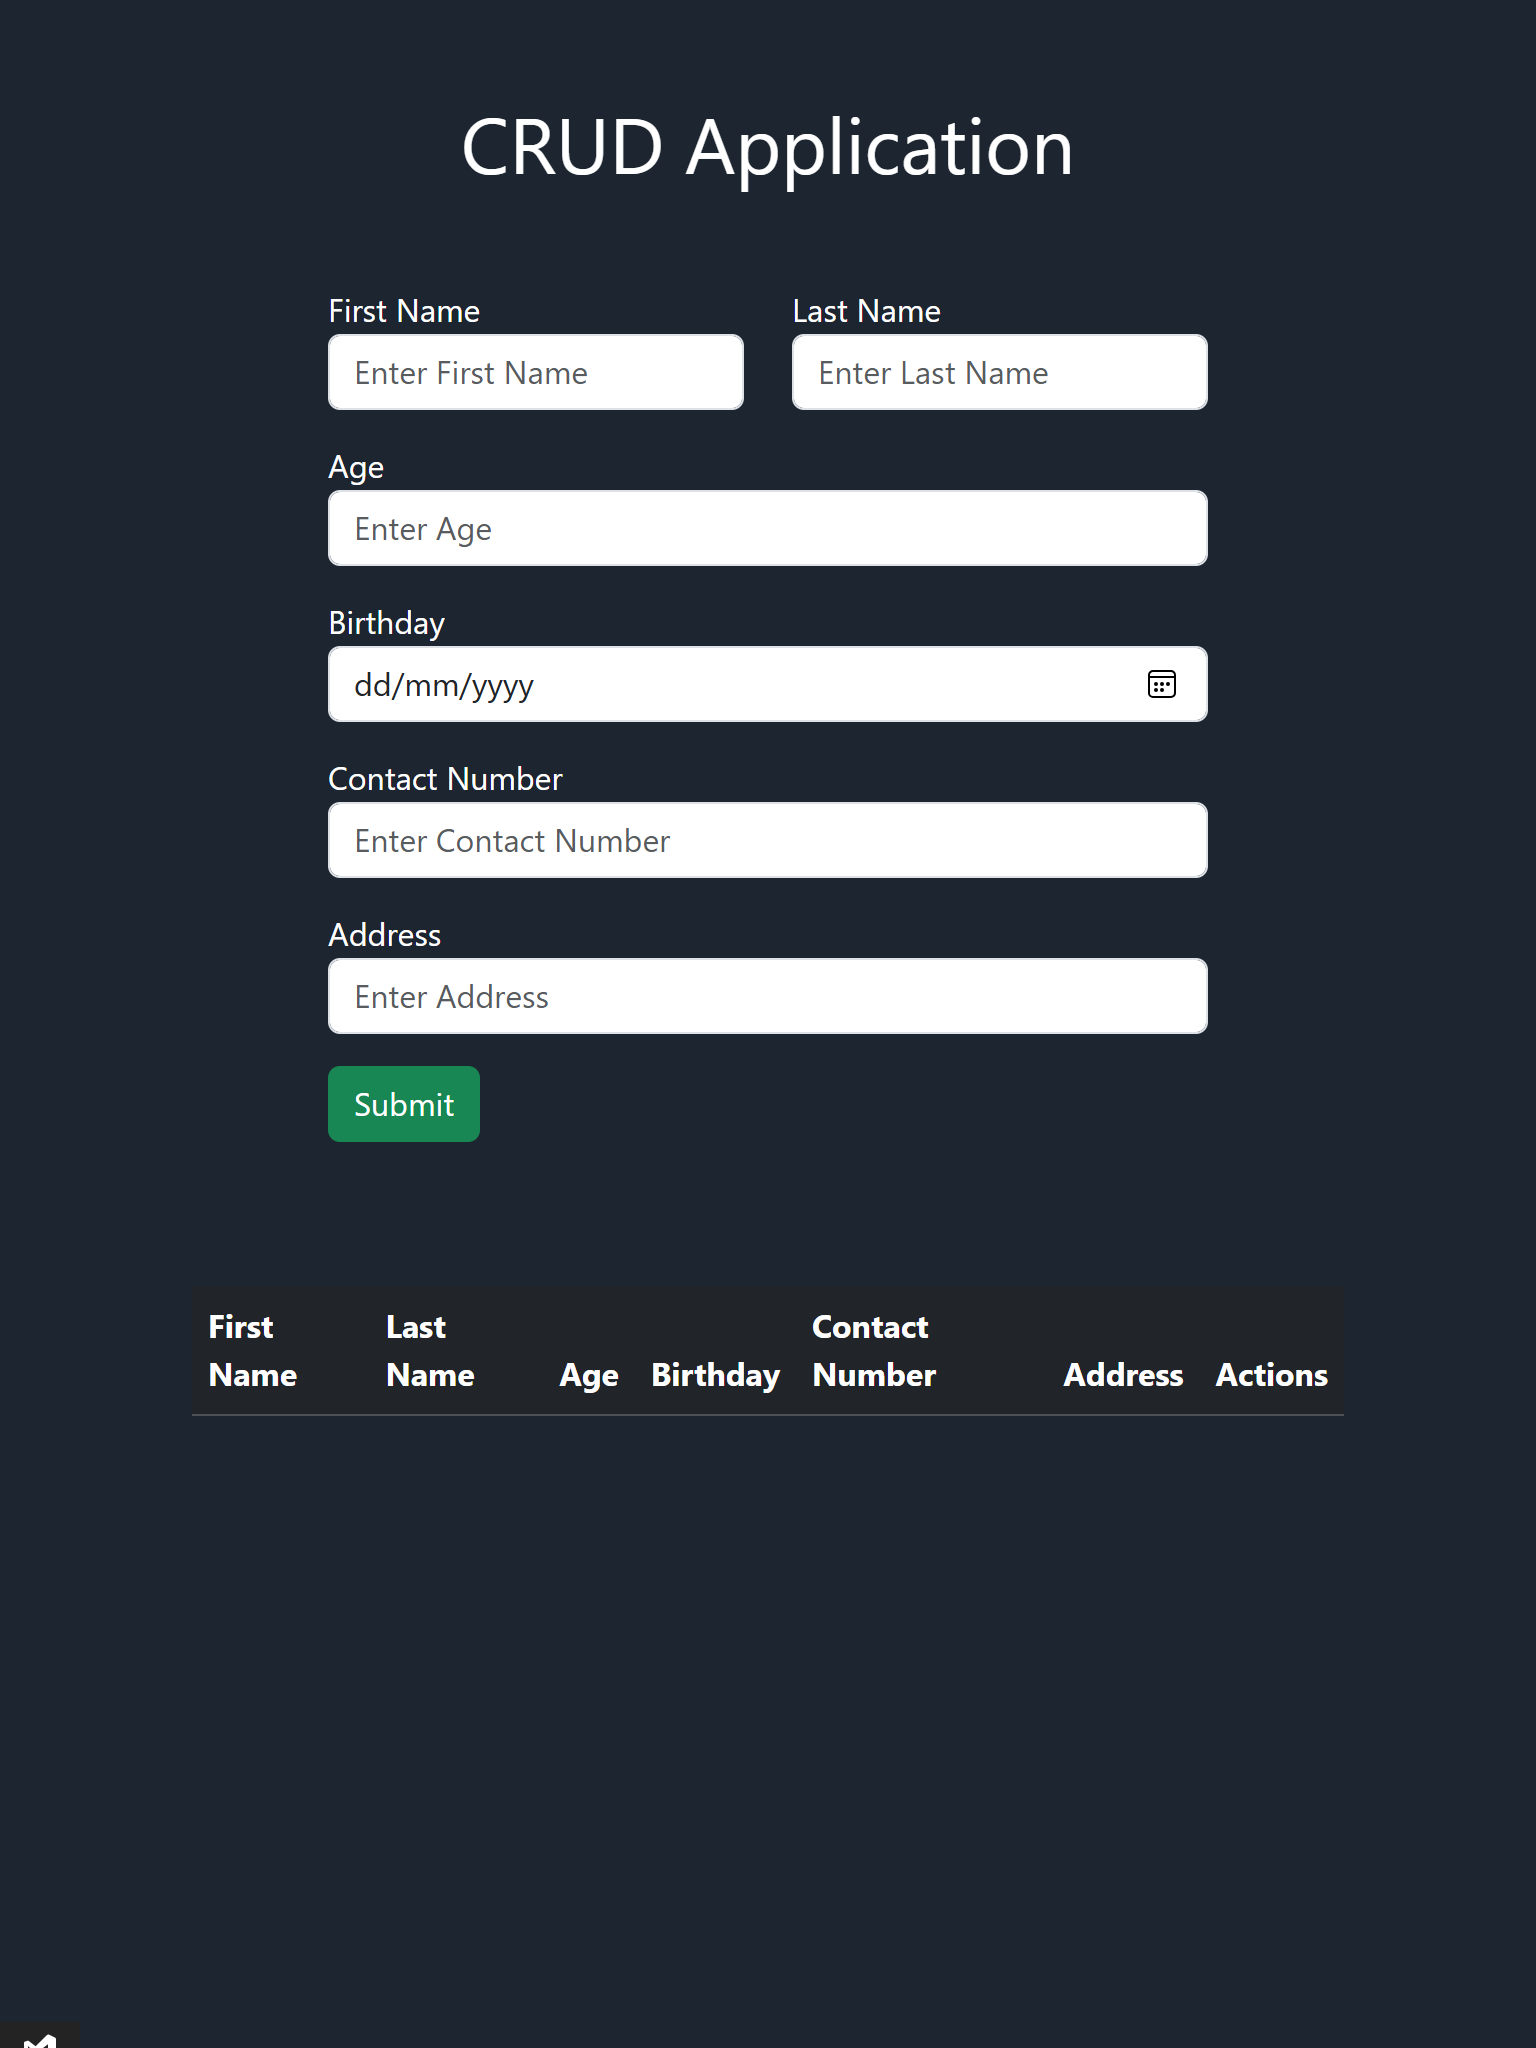 CRUD Application
First Name Last Name
Enter First Name Enter Last Name
Age
Enter Age
Birthday
dd/mm/yyyy
Contact Number
Enter Contact Number
Address
Enter Address
Submit
First Name Last Name Age Birthday Contact Number Address Actions